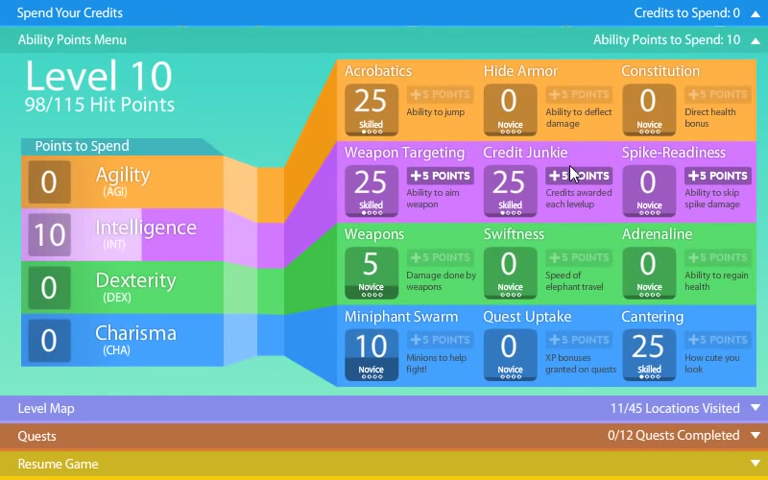 Spend Your Credits
Credits to Spend: 0
Ability Points Menu
Ability Points to Spend: 10
Level 10
98/115 Hit Points
Points to Spend
0
Agility
(AGI)
10
Intelligence
(INT)
0
Dexterity
(DEX)
0
Charisma
(CHA)
Acrobatics
25
Skilled
+5 POINTS
Ability to jump
Hide Armor
0
Novice
+5 POINTS
Ability to deflect
damage
Constitution
0
Novice
+5 POINTS
Direct health
bonus
Weapon Targeting
25
Skilled
+5 POINTS
Ability to aim
weapon
Credit Junkie
25
Skilled
+5 POINTS
Credits awarded
each levelup
Spike-Readiness
0
Novice
+5 POINTS
Ability to skip
spike damage
Weapons
5
Novice
+5 POINTS
Damage done by
weapons
Swiftness
0
Novice
+5 POINTS
Speed of
elephant travel
Adrenaline
0
Novice
+5 POINTS
Ability to regain
health
Miniphant Swarm
10
Novice
+5 POINTS
Minions to help
fight!
Quest Uptake
0
Novice
+5 POINTS
XP bonuses
granted on quests
Cantering
25
Skilled
+5 POINTS
How cute you
look
Level Map
11/45 Locations Visited
Quests
0/12 Quests Completed
Resume Game